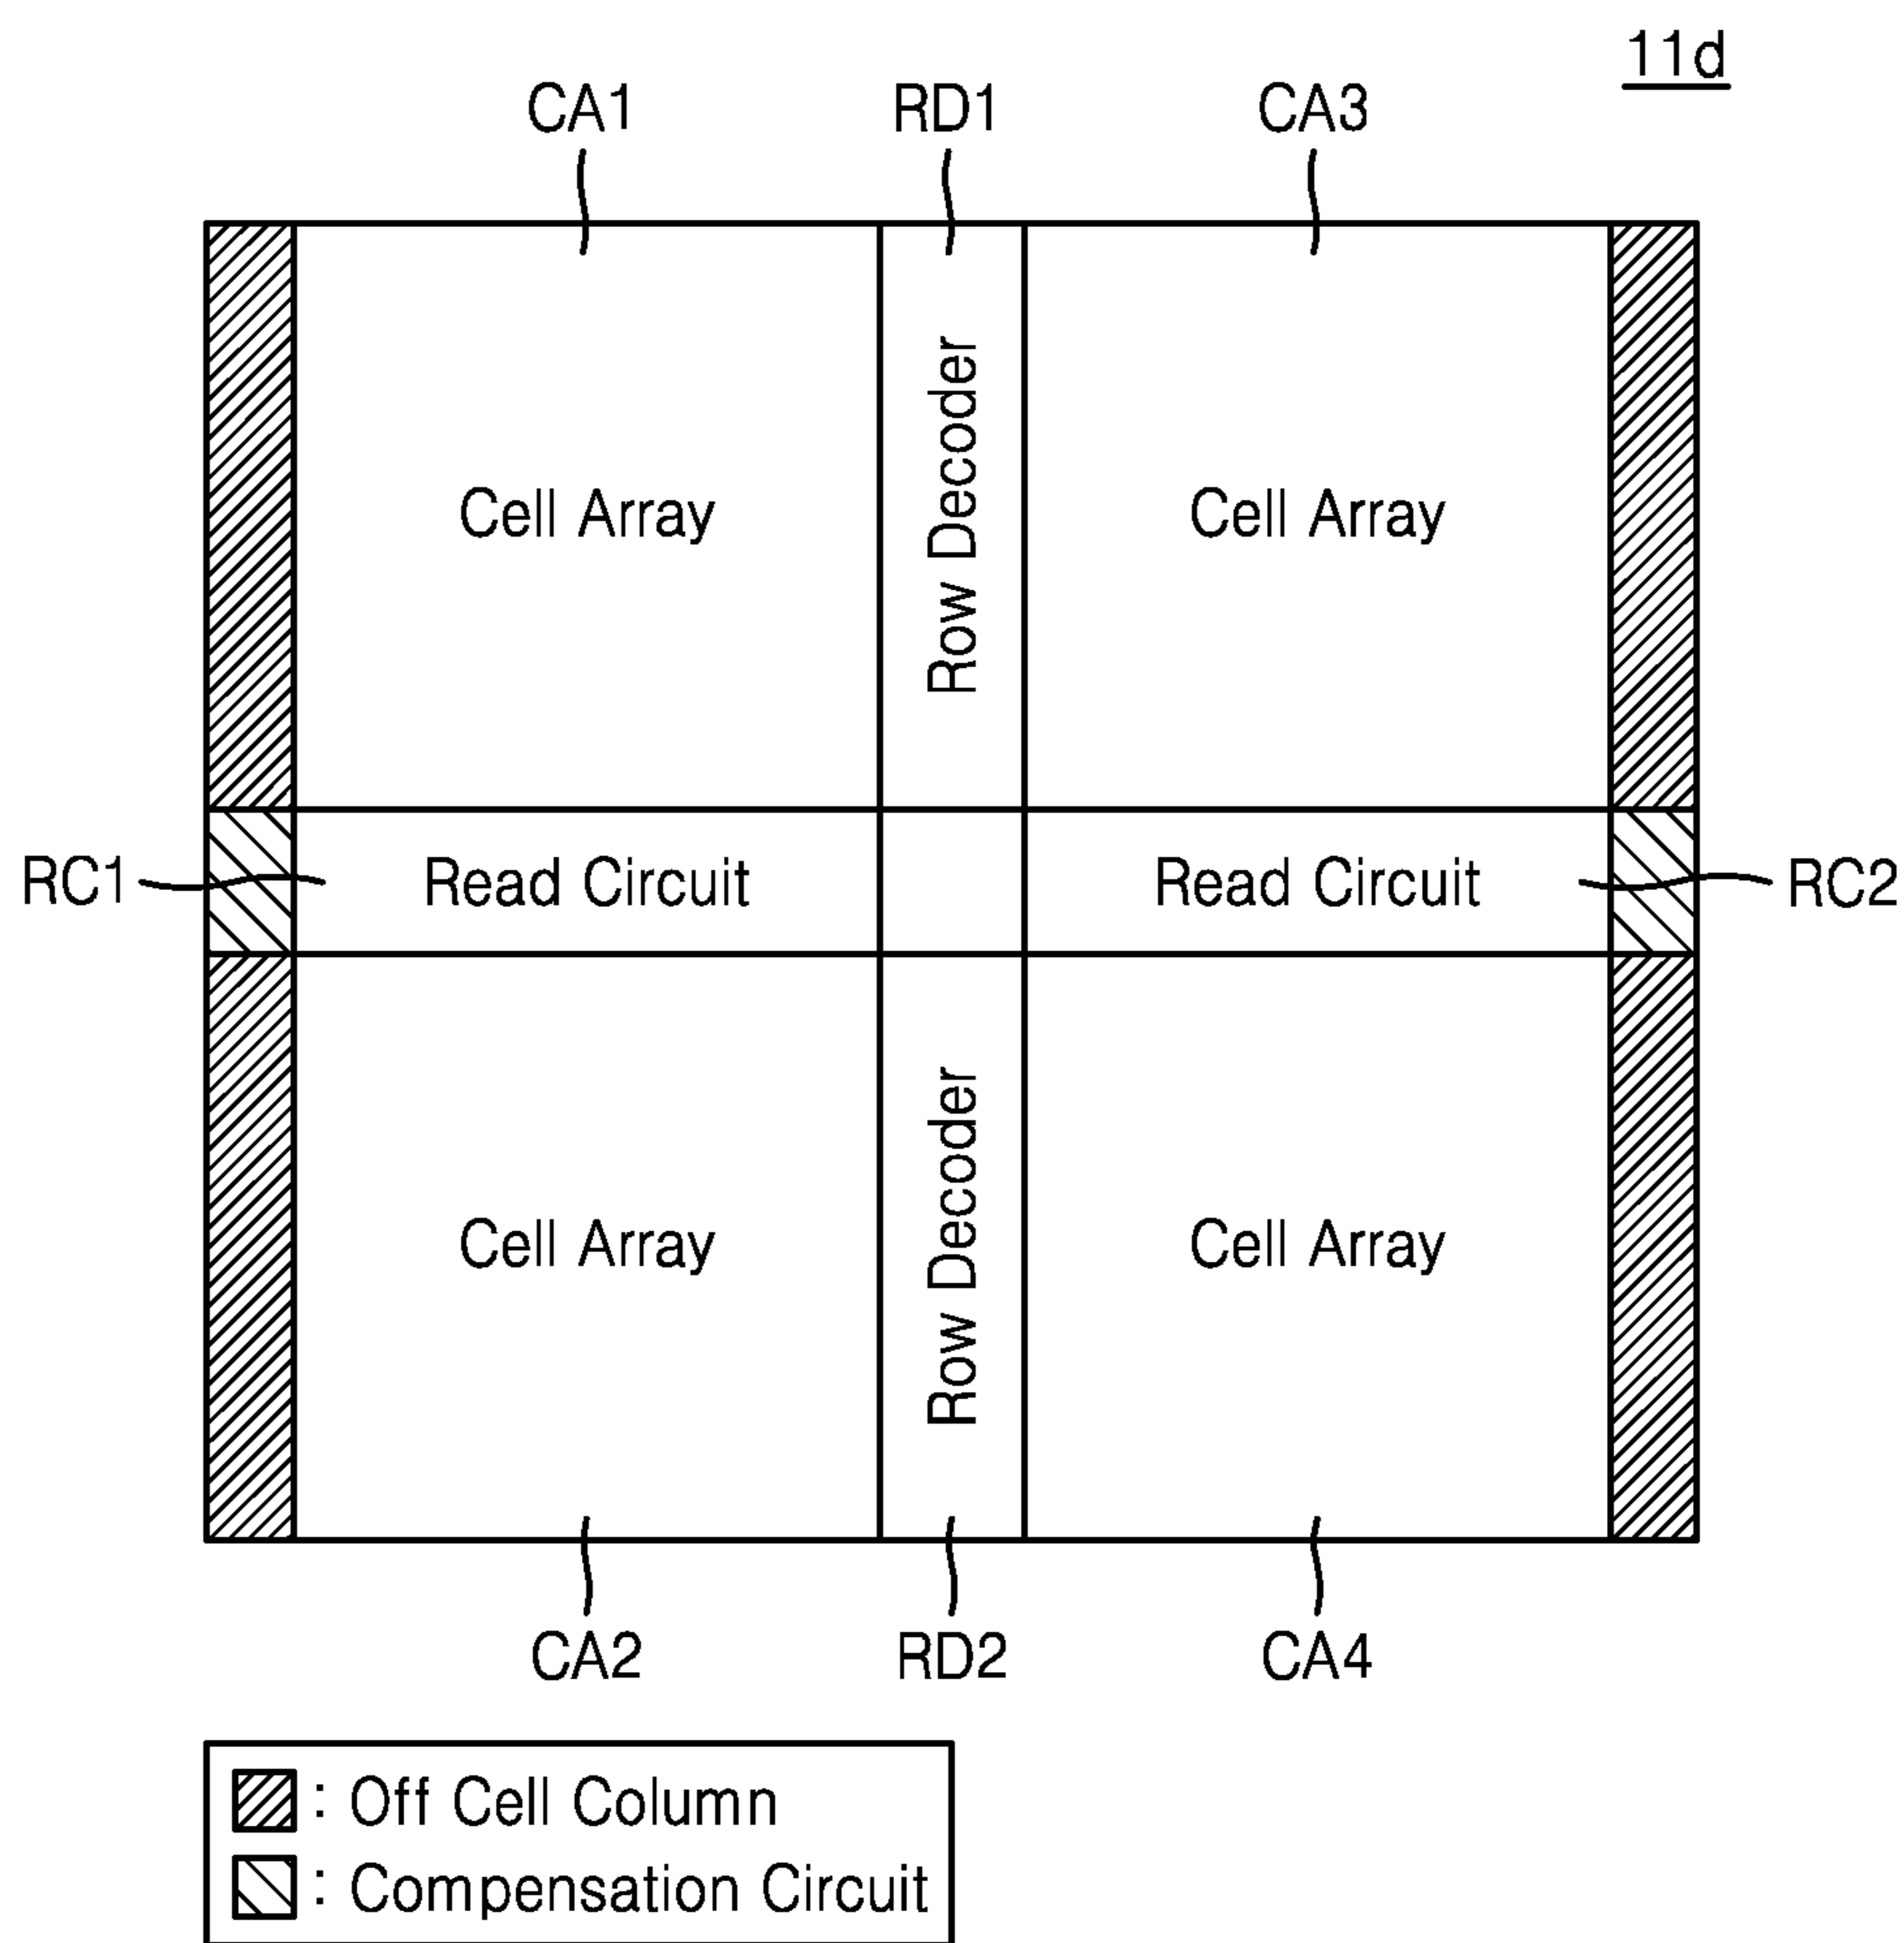 11d
CA1
RD1
CA3
Cell Array
Row Decoder
Cell Array
RC1
Read Circuit
Read Circuit
RC2
Cell Array
Row Decoder
Cell Array
CA2
RD2
CA4
: Off Cell Column
: Compensation Circuit